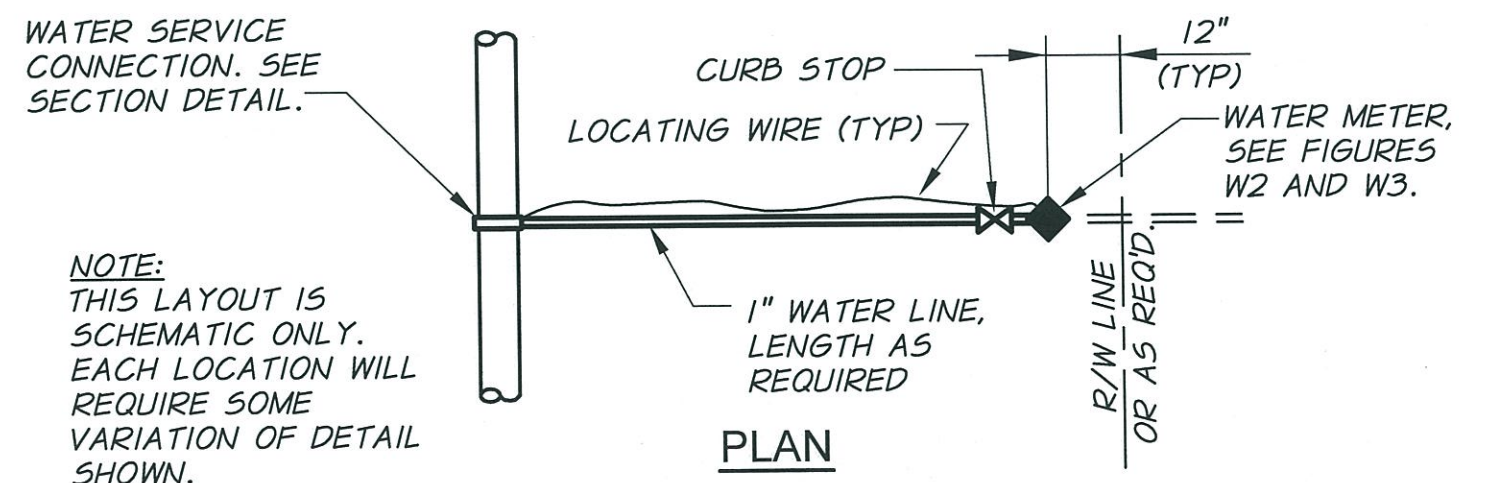 WATER SERVICE
CONNECTION. SEE
SECTION DETAIL.
CURB STOP
LOCATING WIRE (TYP)
12"
(TYP)
WATER METER,
SEE FIGURES
W2 AND W3.
NOTE:
THIS LAYOUT IS
SCHEMATIC ONLY.
EACH LOCATION WILL
REQUIRE SOME
VARIATION OF DETAIL
SHOWN.
1" WATER LINE,
LENGTH AS
REQUIRED
R/W LINE
OR AS REQ'D.
PLAN